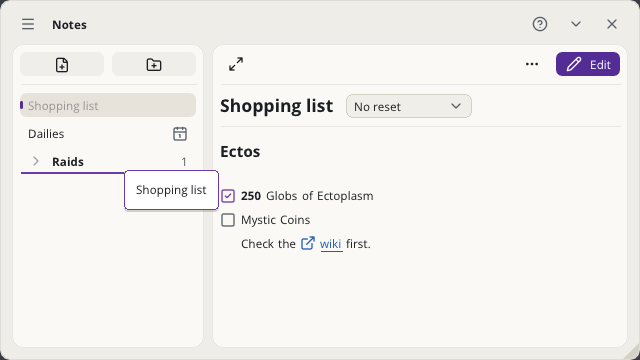 Notes
Edit
Shopping list
Shopping list
No reset
Dailies
Raids
1
Shopping list
Ectos
250 Globs of Ectoplasm
Mystic Coins
Check the wiki first.